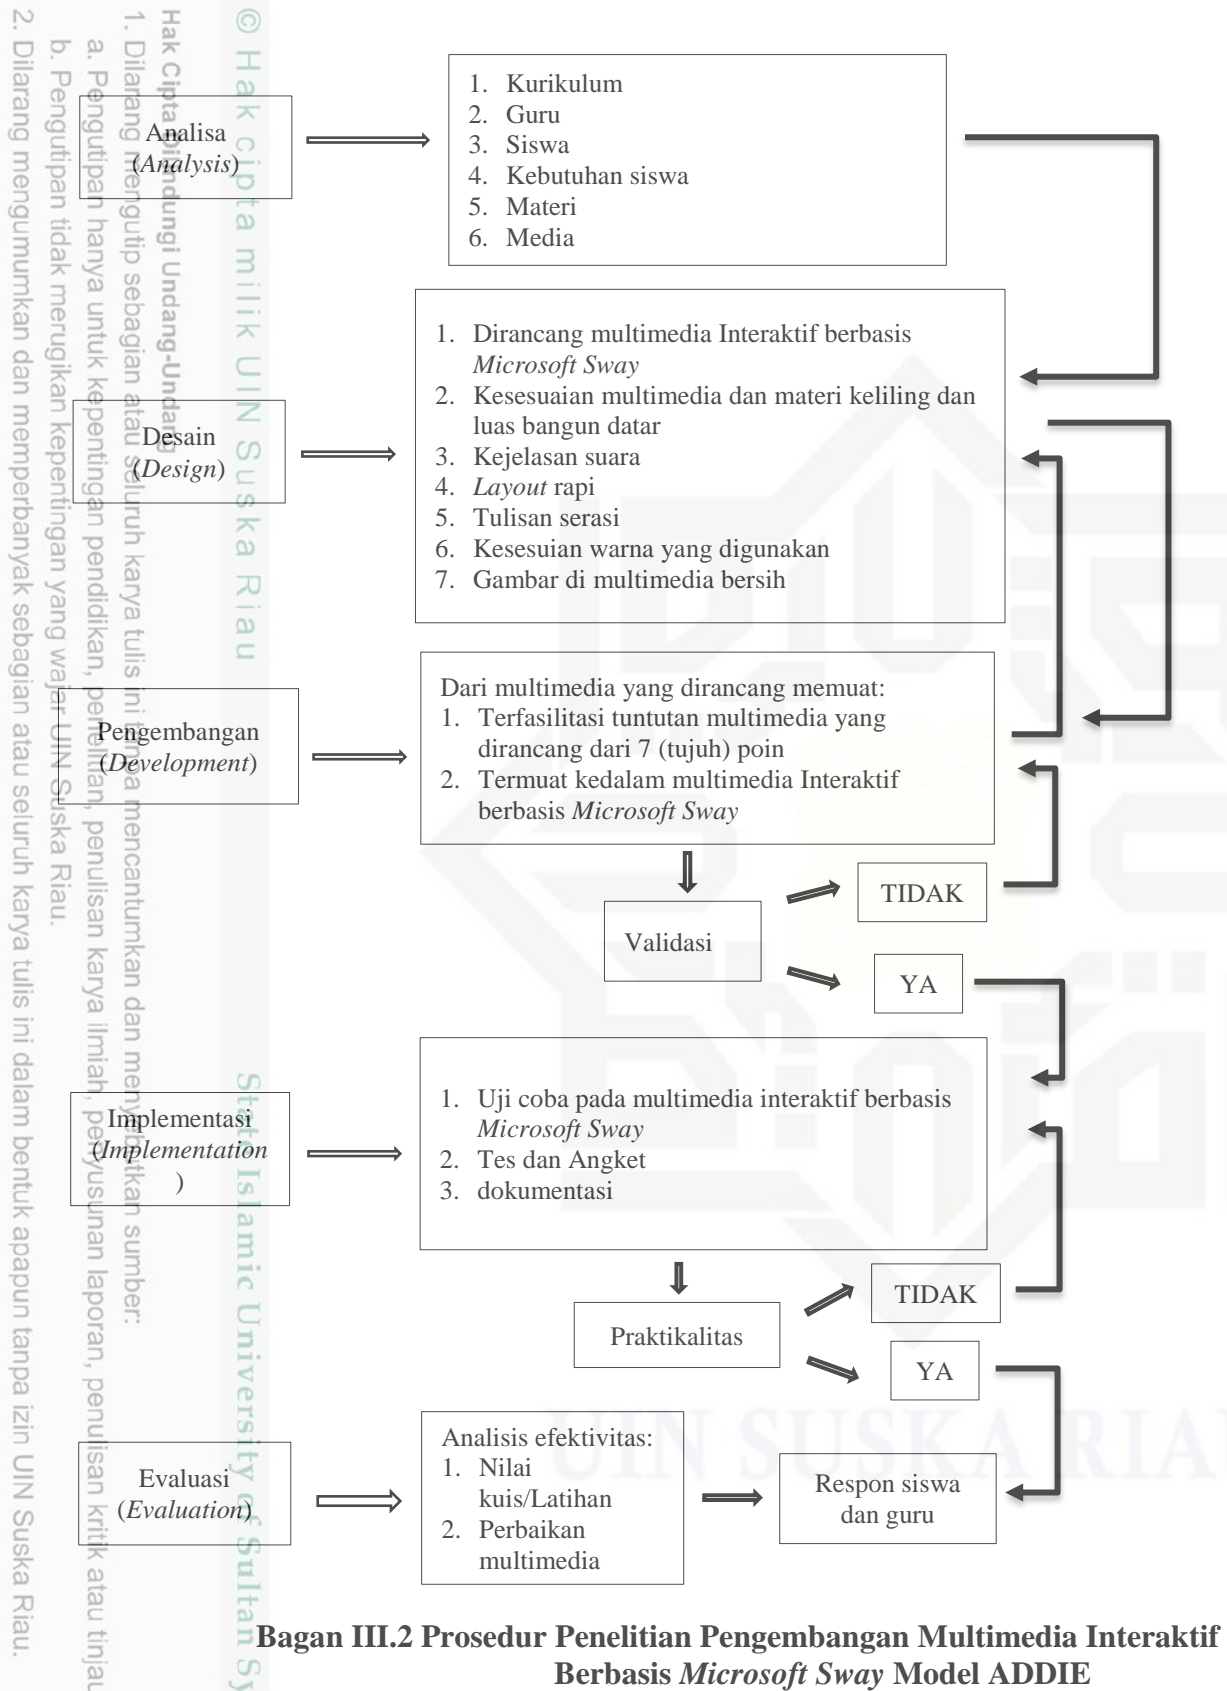 © Hak cipta milik UIN Suska Riau
State Islamic University of Sultan Sy
Hak Cipta Dilindungi Undang-Undang
1. Dilarang mengutip sebagian atau seluruh karya tulis ini tanpa mencantumkan dan menyebutkan sumber:
a. Pengutipan hanya untuk kepentingan pendidikan, penelitian, penulisan karya ilmiah, penyusunan laporan, penulisan kritik atau tinjau
b. Pengutipan tidak merugikan kepentingan yang wajar UIN Suska Riau.
2. Dilarang mengumumkan dan memperbanyak sebagian atau seluruh karya tulis ini dalam bentuk apapun tanpa izin UIN Suska Riau.
Analisa
(Analysis)
1. Kurikulum
2. Guru
3. Siswa
4. Kebutuhan siswa
5. Materi
6. Media
Desain
(Design)
1. Dirancang multimedia Interaktif berbasis
Microsoft Sway
2. Kesesuaian multimedia dan materi keliling dan
luas bangun datar
3. Kejelasan suara
4. Layout rapi
5. Tulisan serasi
6. Kesesuian warna yang digunakan
7. Gambar di multimedia bersih
Pengembangan
(Development)
Dari multimedia yang dirancang memuat:
1. Terfasilitasi tuntutan multimedia yang
dirancang dari 7 (tujuh) poin
2. Termuat kedalam multimedia Interaktif
berbasis Microsoft Sway
Validasi
TIDAK
YA
Implementasi
(Implementation
)
1. Uji coba pada multimedia interaktif berbasis
Microsoft Sway
2. Tes dan Angket
3. dokumentasi
Praktikalitas
TIDAK
YA
Evaluasi
(Evaluation)
Analisis efektivitas:
1. Nilai
kuis/Latihan
2. Perbaikan
multimedia
Respon siswa
dan guru
UIN SUSKA RIAU
Bagan III.2 Prosedur Penelitian Pengembangan Multimedia Interaktif
Berbasis Microsoft Sway Model ADDIE